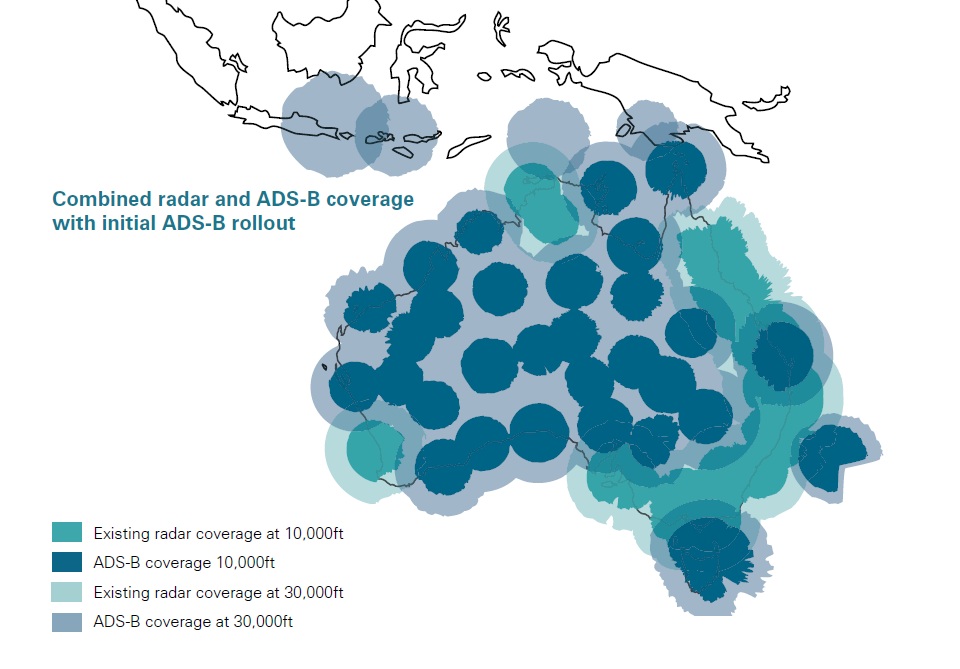 Combined radar and ADS-B coverage
with initial ADS-B rollout
Existing radar coverage at 10,000ft
ADS-B coverage 10,000ft
Existing radar coverage at 30,000ft
ADS-B coverage at 30,000ft